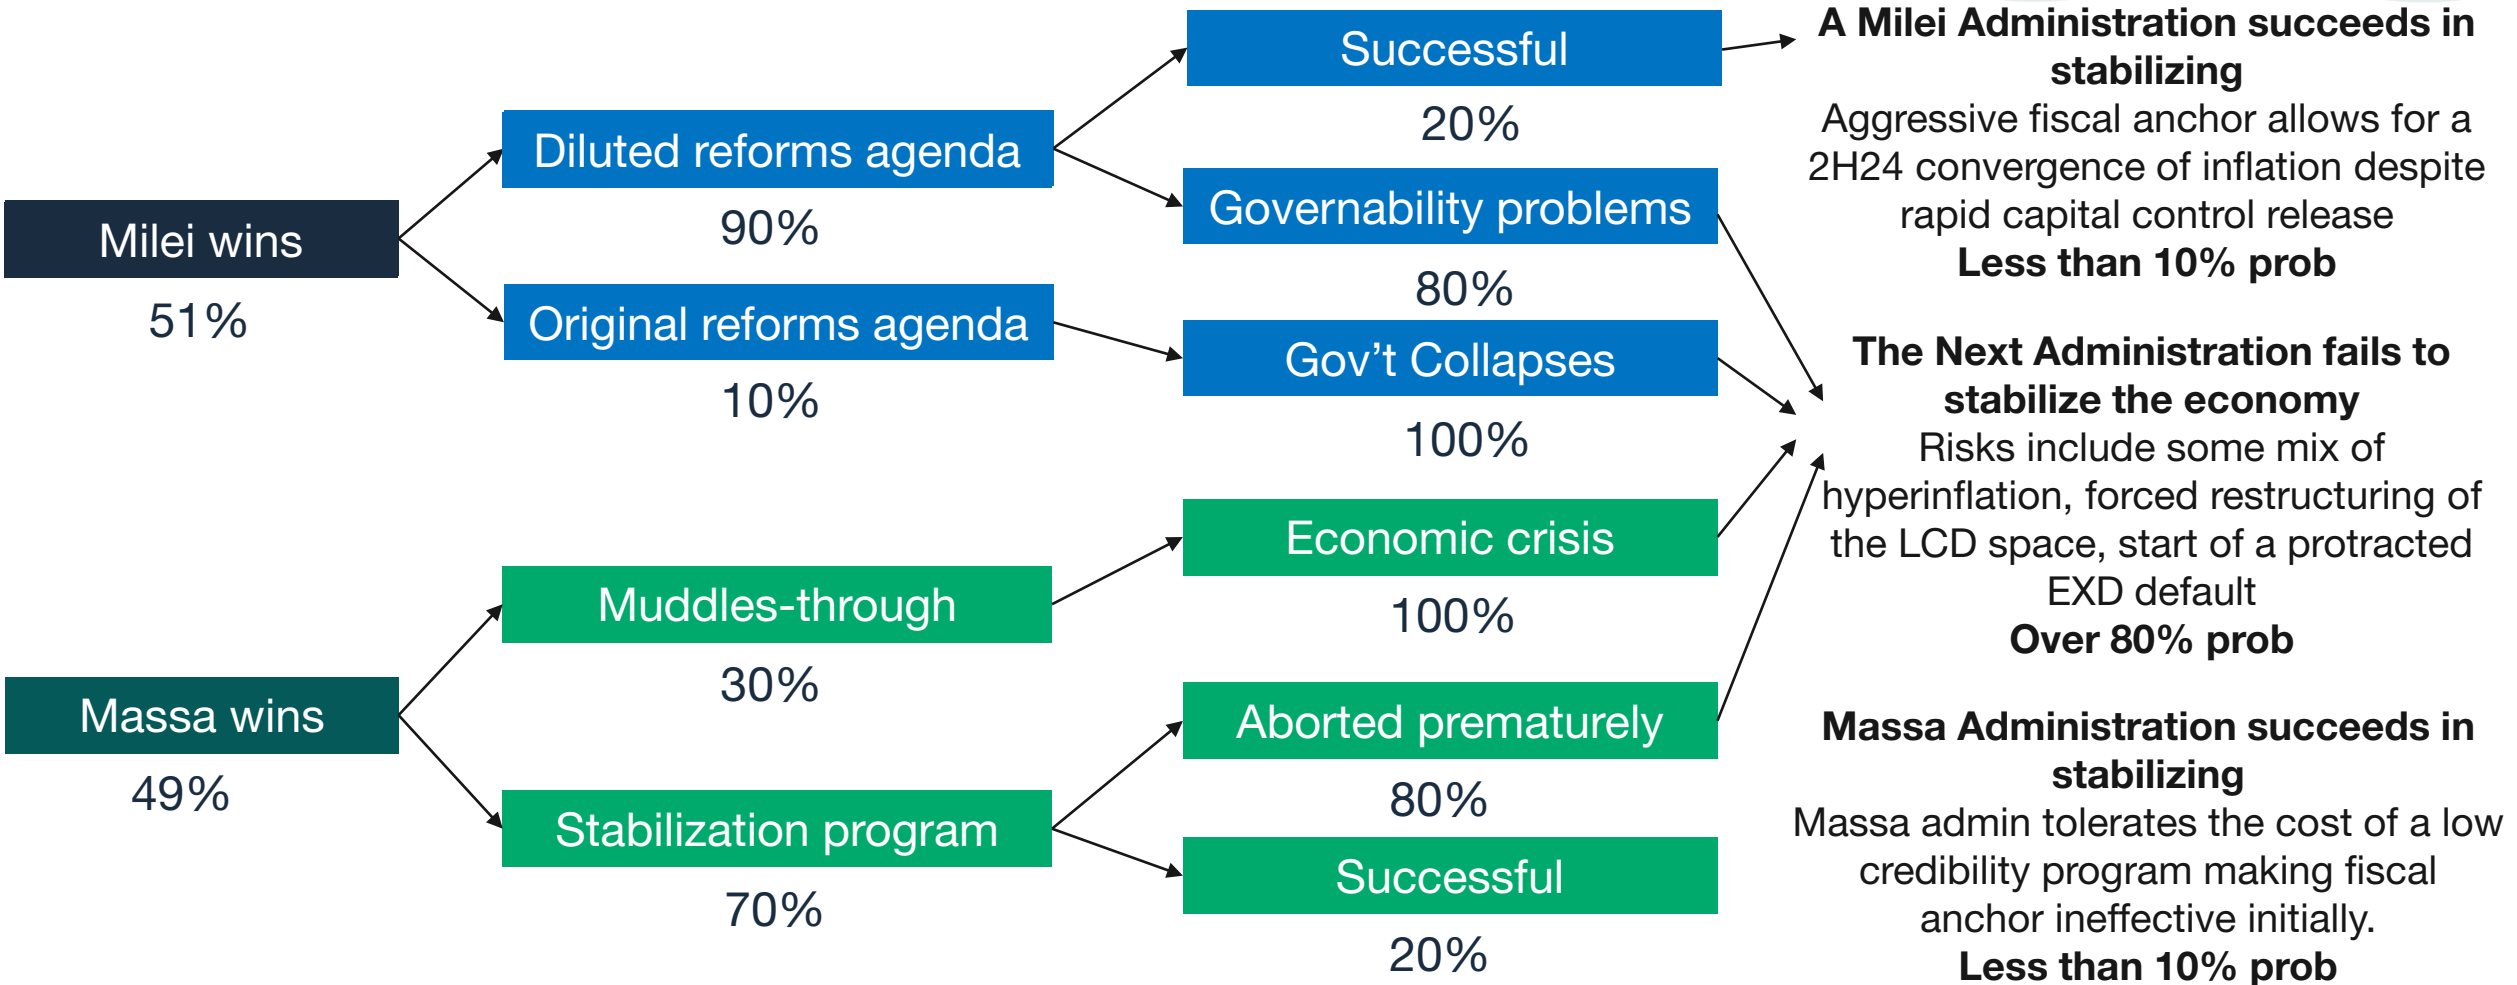 Milei wins
51%
Massa wins
49%
Diluted reforms agenda
90%
Original reforms agenda
10%
Muddles-through
30%
Stabilization program
70%
Successful
20%
Governability problems
80%
Gov’t Collapses
100%
Economic crisis
100%
Aborted prematurely
80%
Successful
20%
A Milei Administration succeeds in
stabilizing
Aggressive fiscal anchor allows for a
2H24 convergence of inflation despite
rapid capital control release
Less than 10% prob
The Next Administration fails to
stabilize the economy
Risks include some mix of
hyperinflation, forced restructuring of
the LCD space, start of a protracted
EXD default
Over 80% prob
Massa Administration succeeds in
stabilizing
Massa admin tolerates the cost of a low
credibility program making fiscal
anchor ineffective initially.
Less than 10% prob